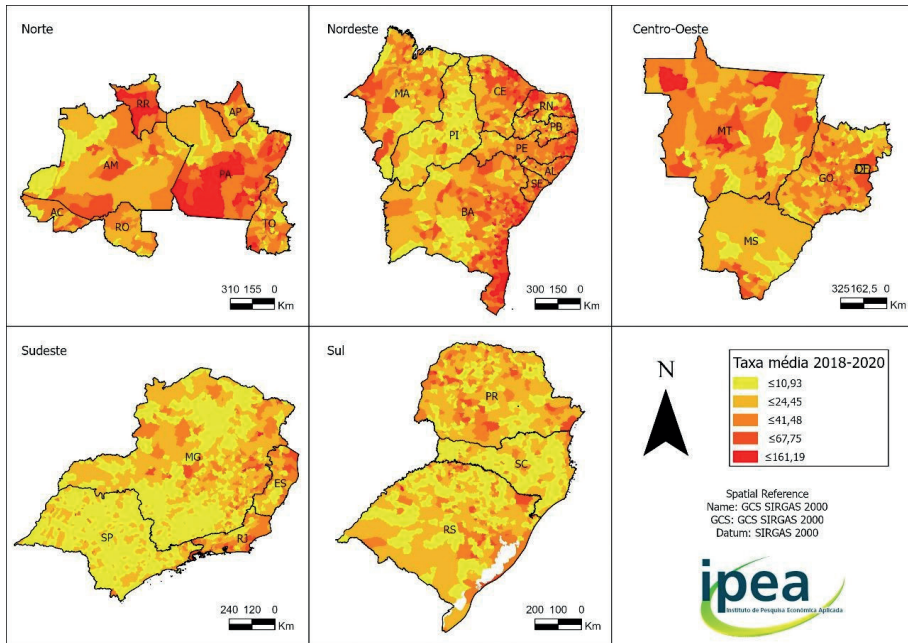 Norte
RR
AP
AM
PA
AC
RO
TO
310 155 0
Km
Nordeste
MA
CE
RN
PB
PI
PE
AL
SE
BA
300 150 0
Km
Centro-Oeste
MT
DF
GO
MS
325162,5 0
Km
Sudeste
MG
ES
SP
RJ
240 120 0
Km
Sul
PR
SC
RS
200 100 0
Km
N
Taxa média 2018-2020
≤10,93
≤24,45
≤41,48
≤67,75
≤161,19
Spatial Reference
Name: GCS SIRGAS 2000
GCS: GCS SIRGAS 2000
Datum: SIRGAS 2000
ipea
Instituto de Pesquisa Econômica Aplicada